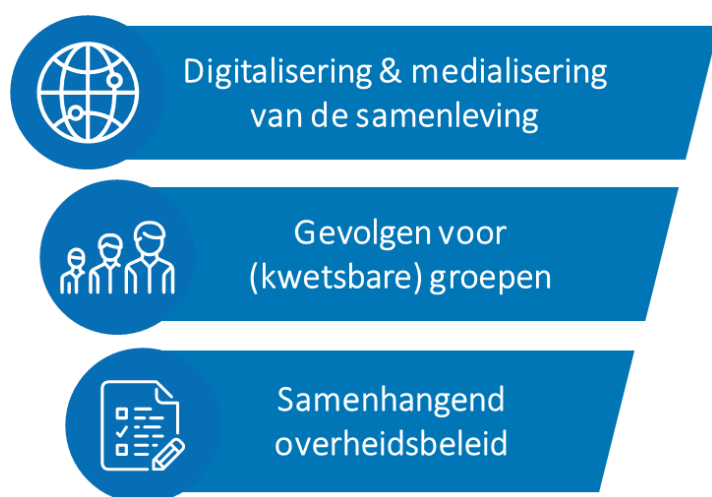 Digitalisering & medialisering
van de samenleving
Gevolgen voor
(kwetsbare) groepen
Samenhangend
overheidsbeleid